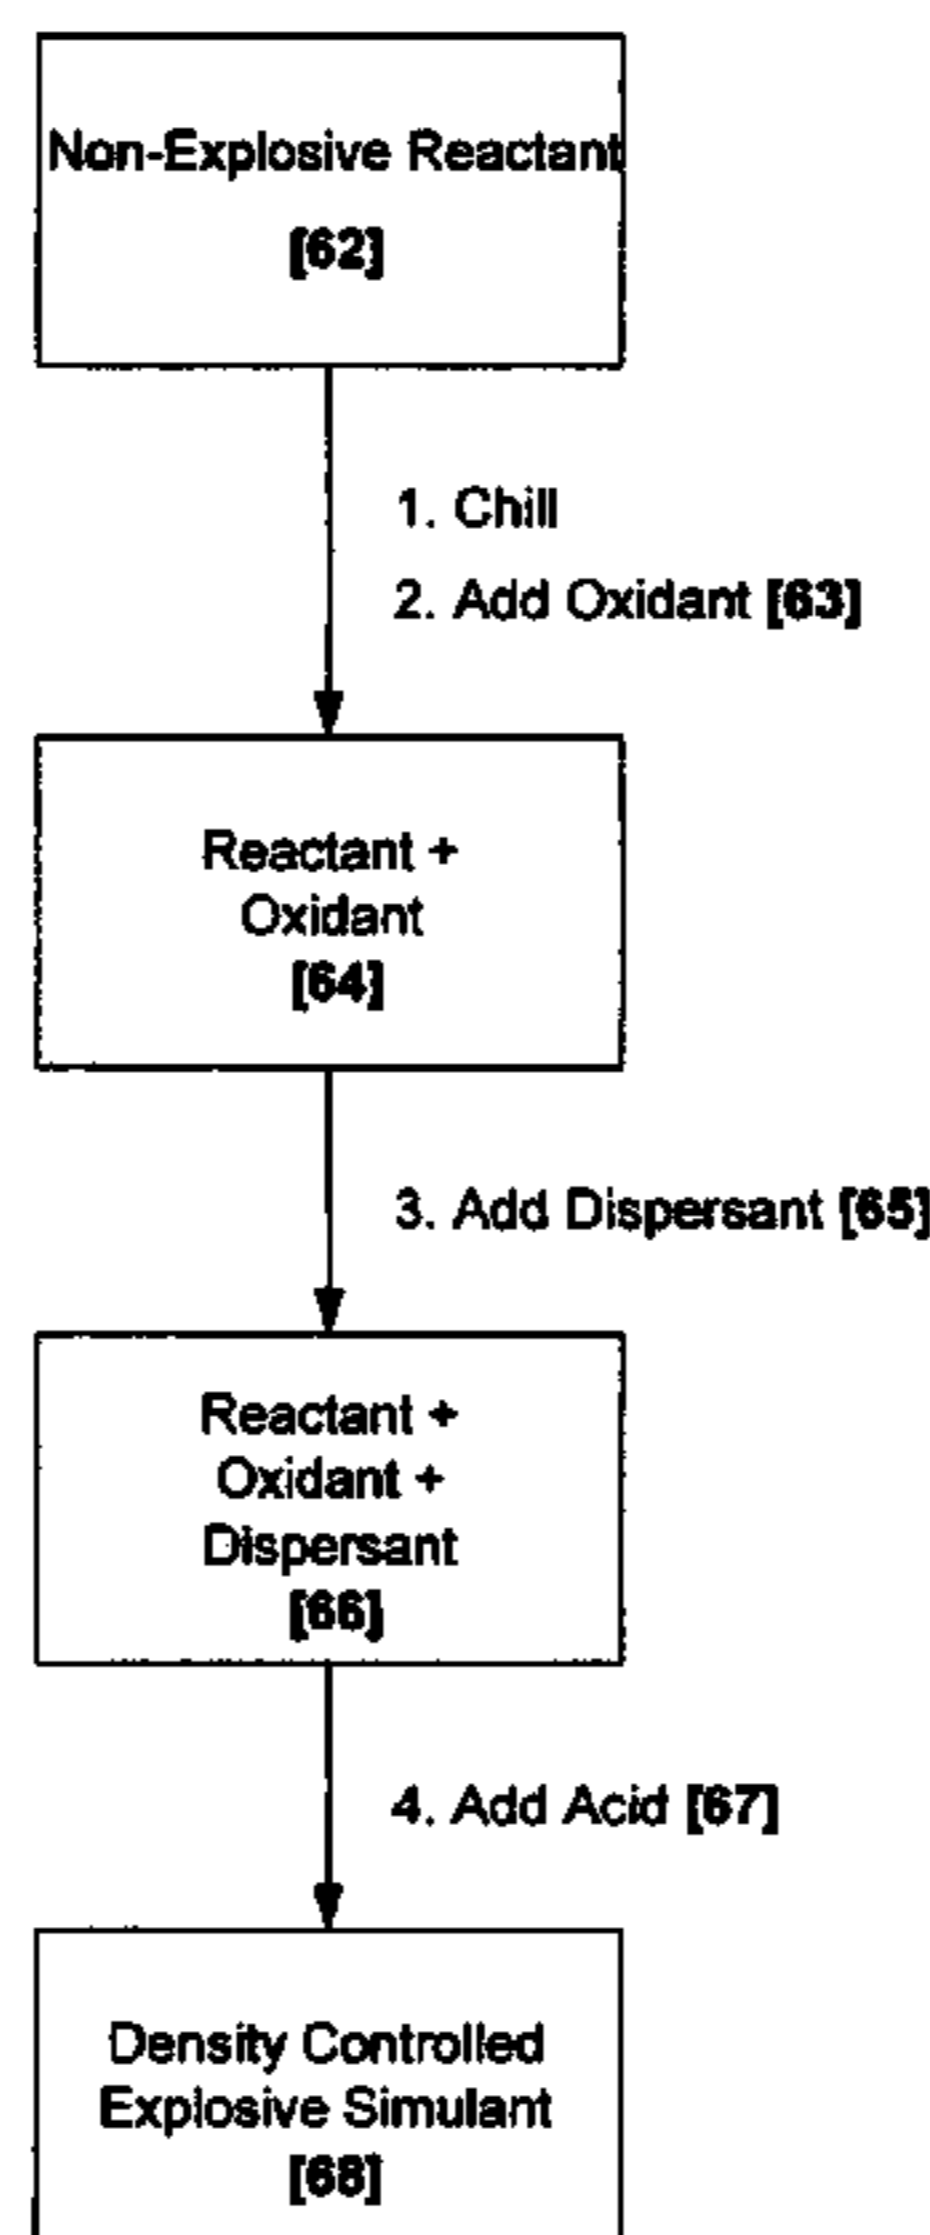 Non-Explosive Reactant
[62]
1. Chill
2. Add Oxidant [63]
Reactant +
Oxidant
[64]
3. Add Dispersant [65]
Reactant +
Oxidant +
Dispersant
[66]
4. Add Acid [67]
Density Controlled
Explosive Simulant
[68]